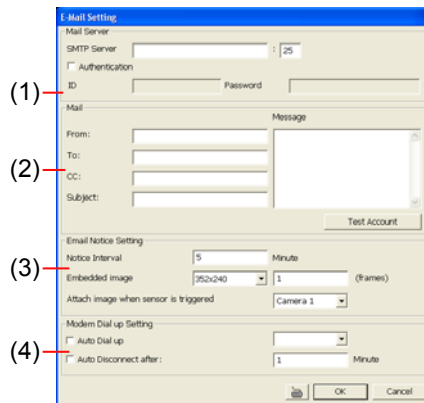 E-Mail Setting
Mail Server
SMTP Server : 25
Authentication
(1)
ID Password
Mail
Message
From:
To:
(2)
CC:
Subject:
Test Account
Email Notice Setting
Notice Interval 5 Minute
(3)
Embedded image 352x240 1 (frames)
Attach image when sensor is triggered Camera 1
Modem Dial up Setting
Auto Dial up
(4)
Auto Disconnect after: 1 Minute
OK Cancel